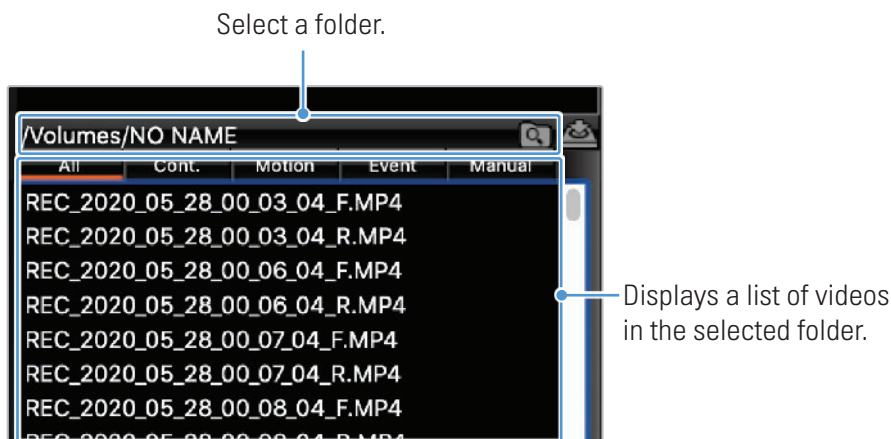 Select a folder.
/Volumes/NO NAME
All Cont. Motion Event Manual
REC_2020_05_28_00_03_04_F.MP4
REC_2020_05_28_00_03_04_R.MP4
REC_2020_05_28_00_06_04_F.MP4
REC_2020_05_28_00_06_04_R.MP4
REC_2020_05_28_00_07_04_F.MP4
REC_2020_05_28_00_07_04_R.MP4
REC_2020_05_28_00_08_04_F.MP4
Displays a list of videos
in the selected folder.